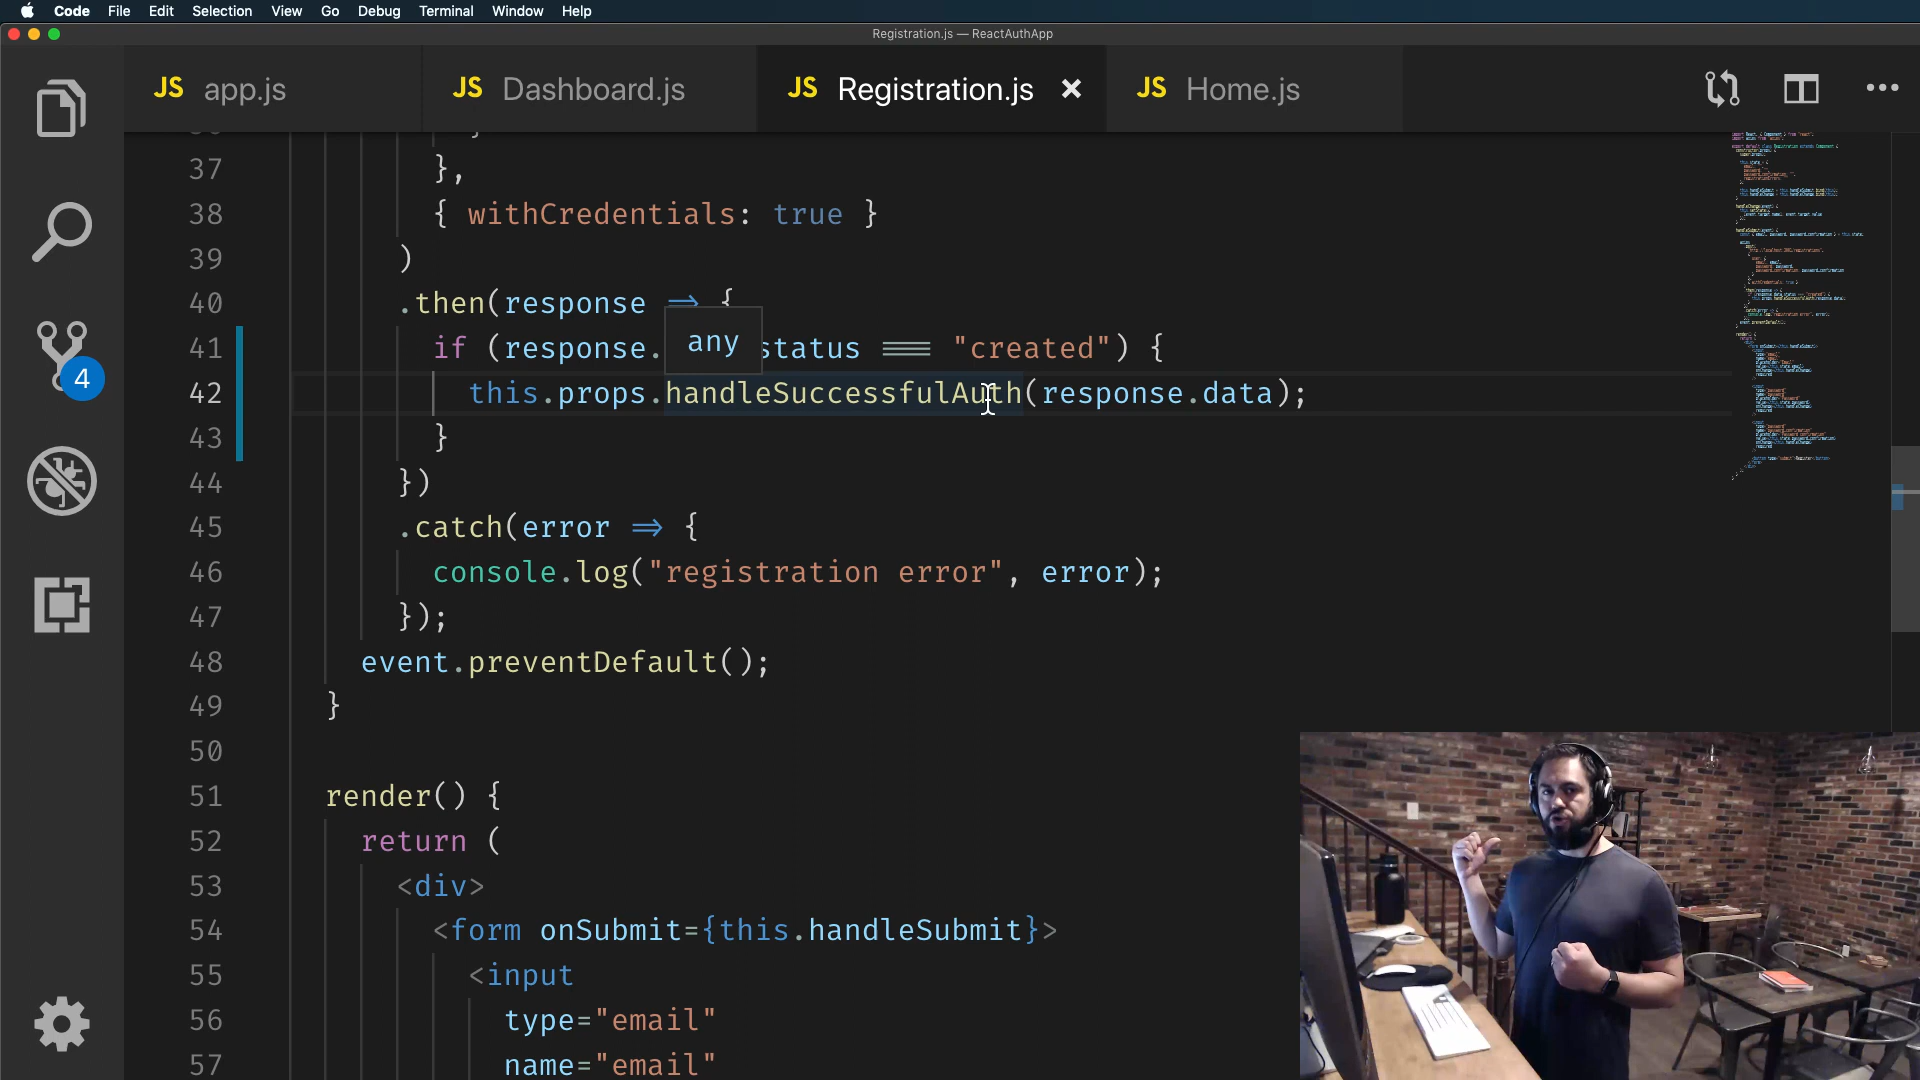 Code File Edit Selection View Go Debug Terminal Window Help
Registration.js — ReactAuthApp
JS app.js JS Dashboard.js JS Registration.js × JS Home.js
37 },
38 { withCredentials: true }
39 )
40 .then(response => {
41 if (response. any status === "created") {
42 this.props.handleSuccessfulAuth(response.data);
43 }
44 })
45 .catch(error => {
46 console.log("registration error", error);
47 });
48 event.preventDefault();
49 }
50
51 render() {
52 return (
53 <div>
54 <form onSubmit={this.handleSubmit}>
55 <input
56 type="email"
57 name="email"
4